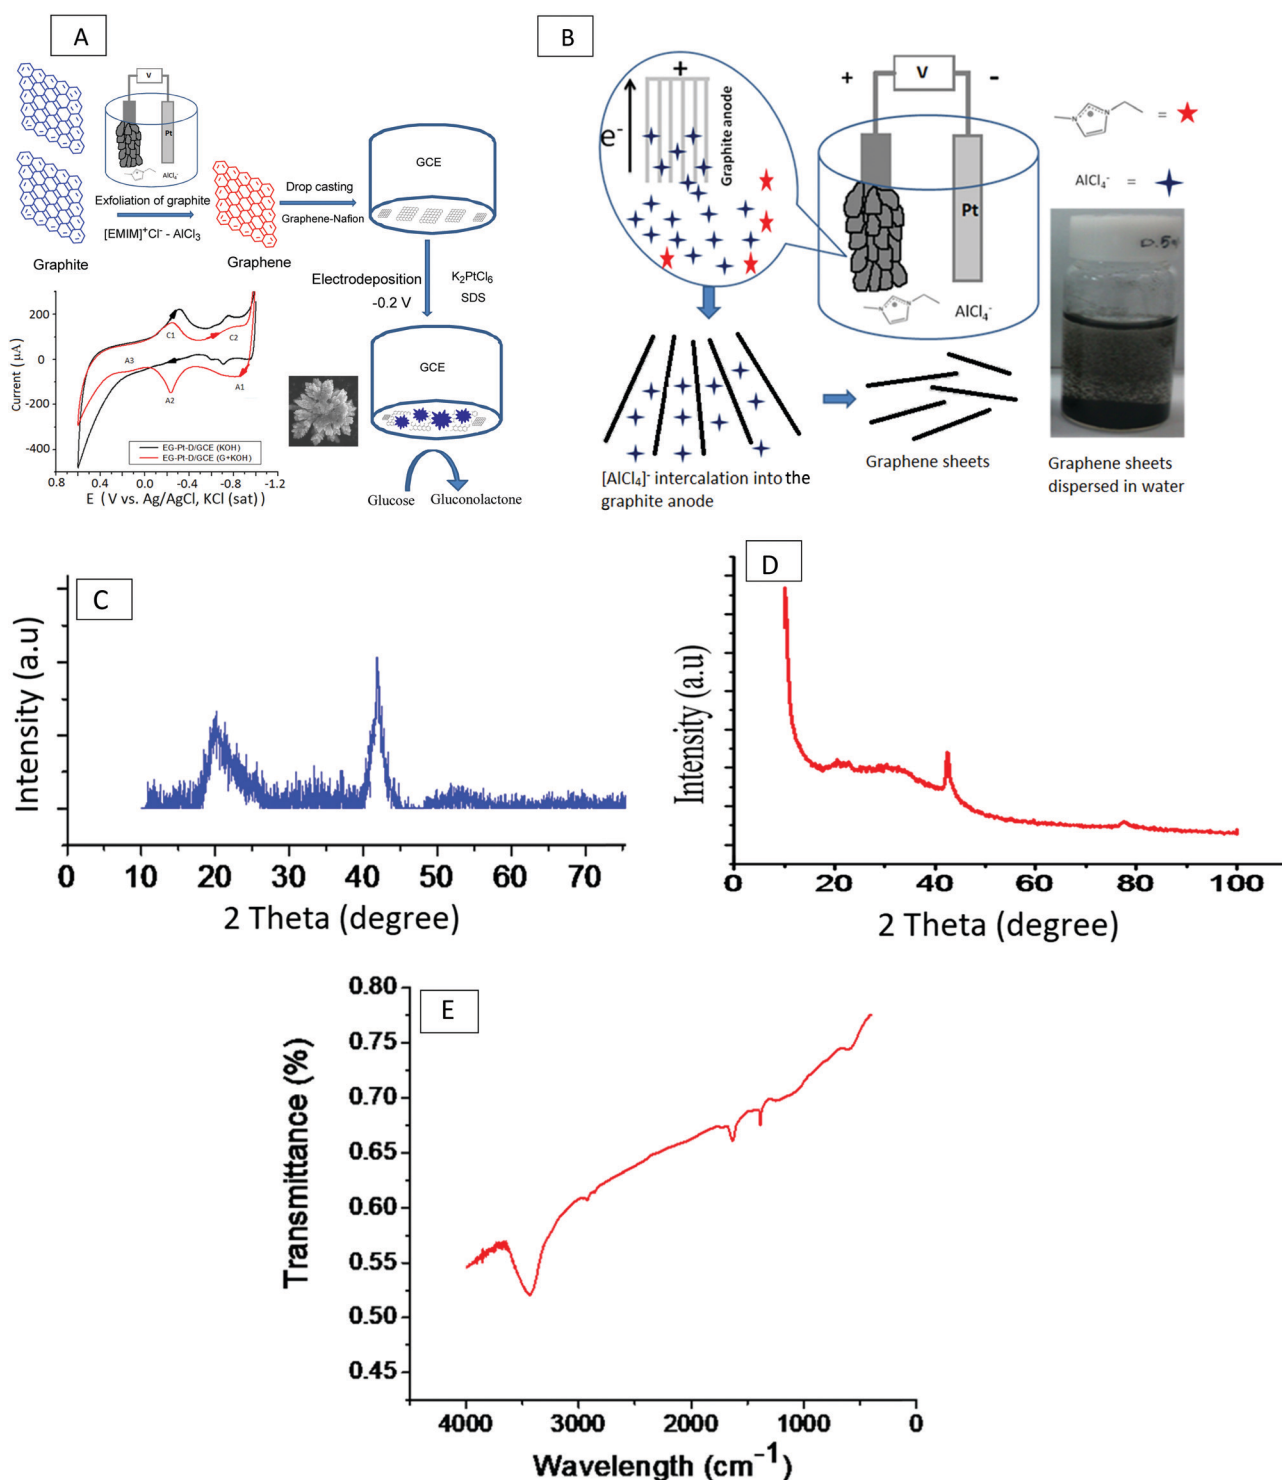 A
V
Pt
AlCl₄⁻
Exfoliation of graphite
[EMIM]⁺Cl⁻ - AlCl₃
Graphite
Graphene
Drop casting
Graphene-Nafion
GCE
Electrodeposition
-0.2 V
K₂PtCl₆
SDS
GCE
Glucose
Gluconolactone
Current (µA)
200
0
-200
-400
C1
C2
A3
A2
A1
EG-Pt-D/GCE (KOH)
EG-Pt-D/GCE (G+KOH)
0.8 0.4 0.0 -0.4 -0.8 -1.2
E ( V vs. Ag/AgCl, KCl (sat) )
B
+
e⁻
Graphite anode
+ V -
Pt
AlCl₄⁻
N
N
=
AlCl₄⁻ =
D.5
[AlCl₄]⁻ intercalation into the
graphite anode
Graphene sheets
Graphene sheets
dispersed in water
C
Intensity (a.u)
0 10 20 30 40 50 60 70
2 Theta (degree)
D
Intensity (a.u)
0 20 40 60 80 100
2 Theta (degree)
E
Transmittance (%)
0.80
0.75
0.70
0.65
0.60
0.55
0.50
0.45
4000 3000 2000 1000 0
Wavelength (cm⁻¹)